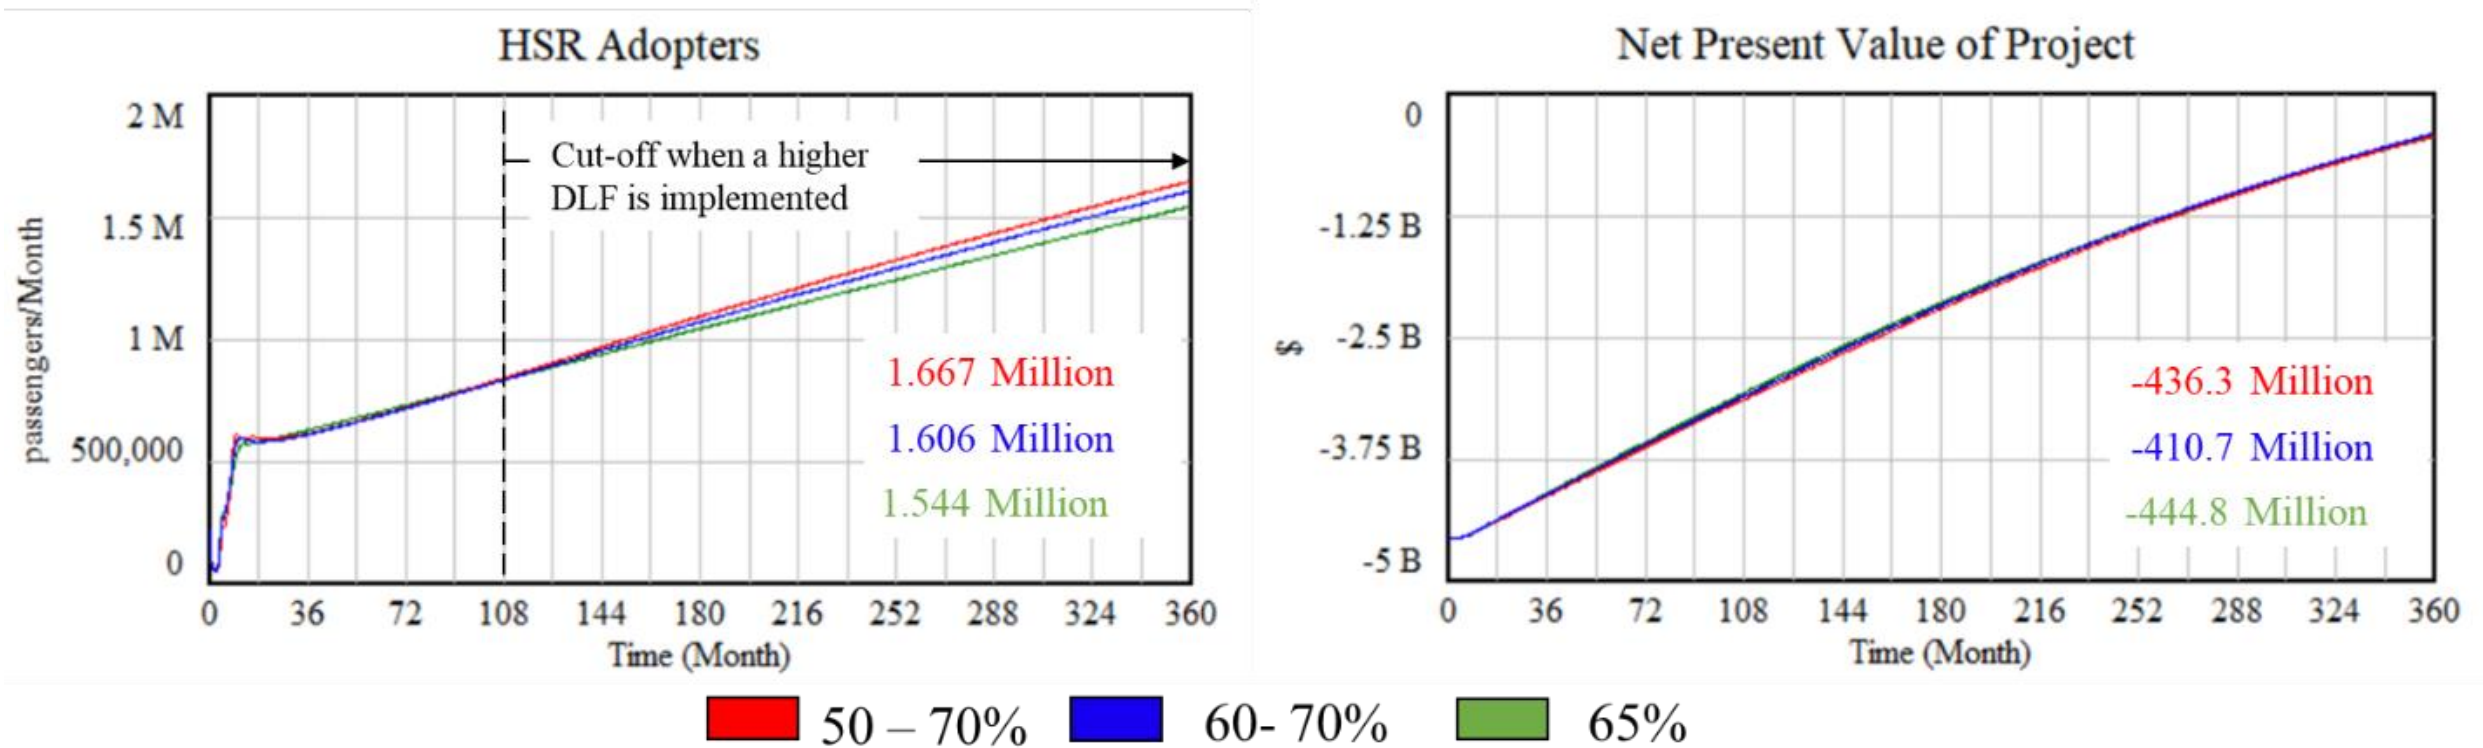 HSR Adopters
2 M
1.5 M
1 M
500,000
0
passengers/Month
Cut-off when a higher
DLF is implemented
1.667 Million
1.606 Million
1.544 Million
0 36 72 108 144 180 216 252 288 324 360
Time (Month)
Net Present Value of Project
0
-1.25 B
-2.5 B
-3.75 B
-5 B
$
-436.3 Million
-410.7 Million
-444.8 Million
0 36 72 108 144 180 216 252 288 324 360
Time (Month)
50 – 70% 60- 70% 65%